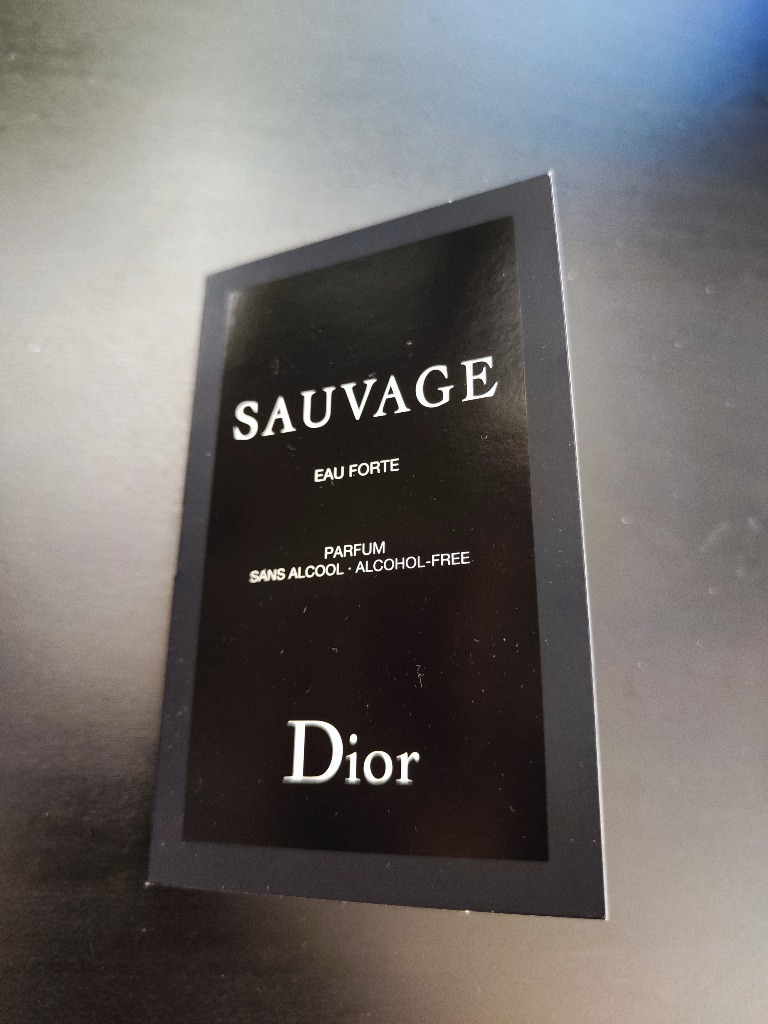 SAUVAGE
EAU FORTE
PARFUM
SANS ALCOOL · ALCOHOL-FREE
Dior